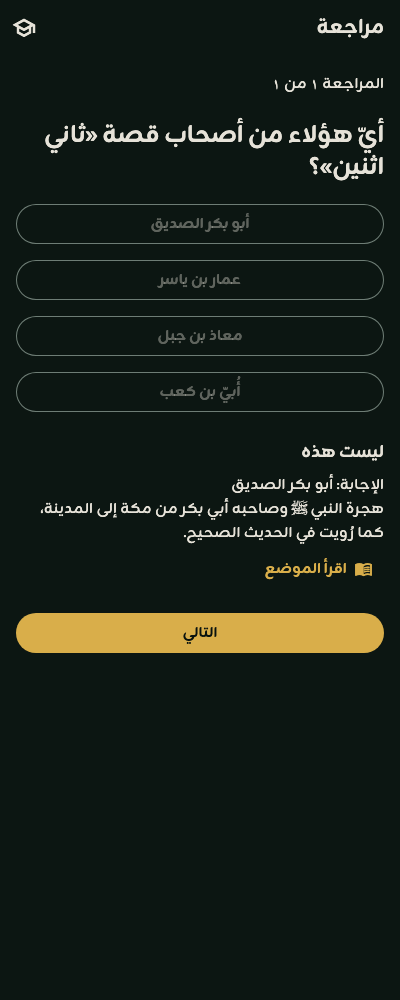 مراجعة
المراجعة ١ من ١
أيّ هؤلاء من أصحاب قصة «ثاني
اثنين»؟
أبو بكر الصديق
عمار بن ياسر
معاذ بن جبل
أُبيّ بن كعب
ليست هذه
الإجابة: أبو بكر الصديق
هجرة النبي ﷺ وصاحبه أبي بكر من مكة إلى المدينة،
كما رُويت في الحديث الصحيح.
اقرأ الموضع
التالي